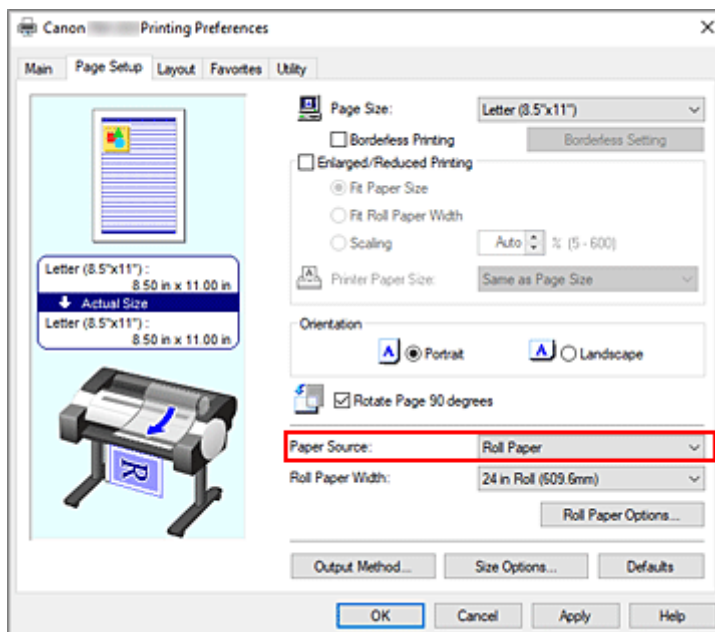 Canon Printing Preferences
Main Page Setup Layout Favorites Utility
Page Size: Letter (8.5"x11")
Borderless Printing Borderless Setting
Enlarged/Reduced Printing
Fit Paper Size
Fit Roll Paper Width
Scaling Auto % (5 - 600)
Printer Paper Size: Same as Page Size
Letter (8.5"x11") :
8.50 in x 11.00 in
Actual Size
Letter (8.5"x11") :
8.50 in x 11.00 in
Orientation
A Portrait A Landscape
Rotate Page 90 degrees
R
Paper Source: Roll Paper
Roll Paper Width: 24 in Roll (609.6mm)
Roll Paper Options...
Output Method... Size Options... Defaults
OK Cancel Apply Help